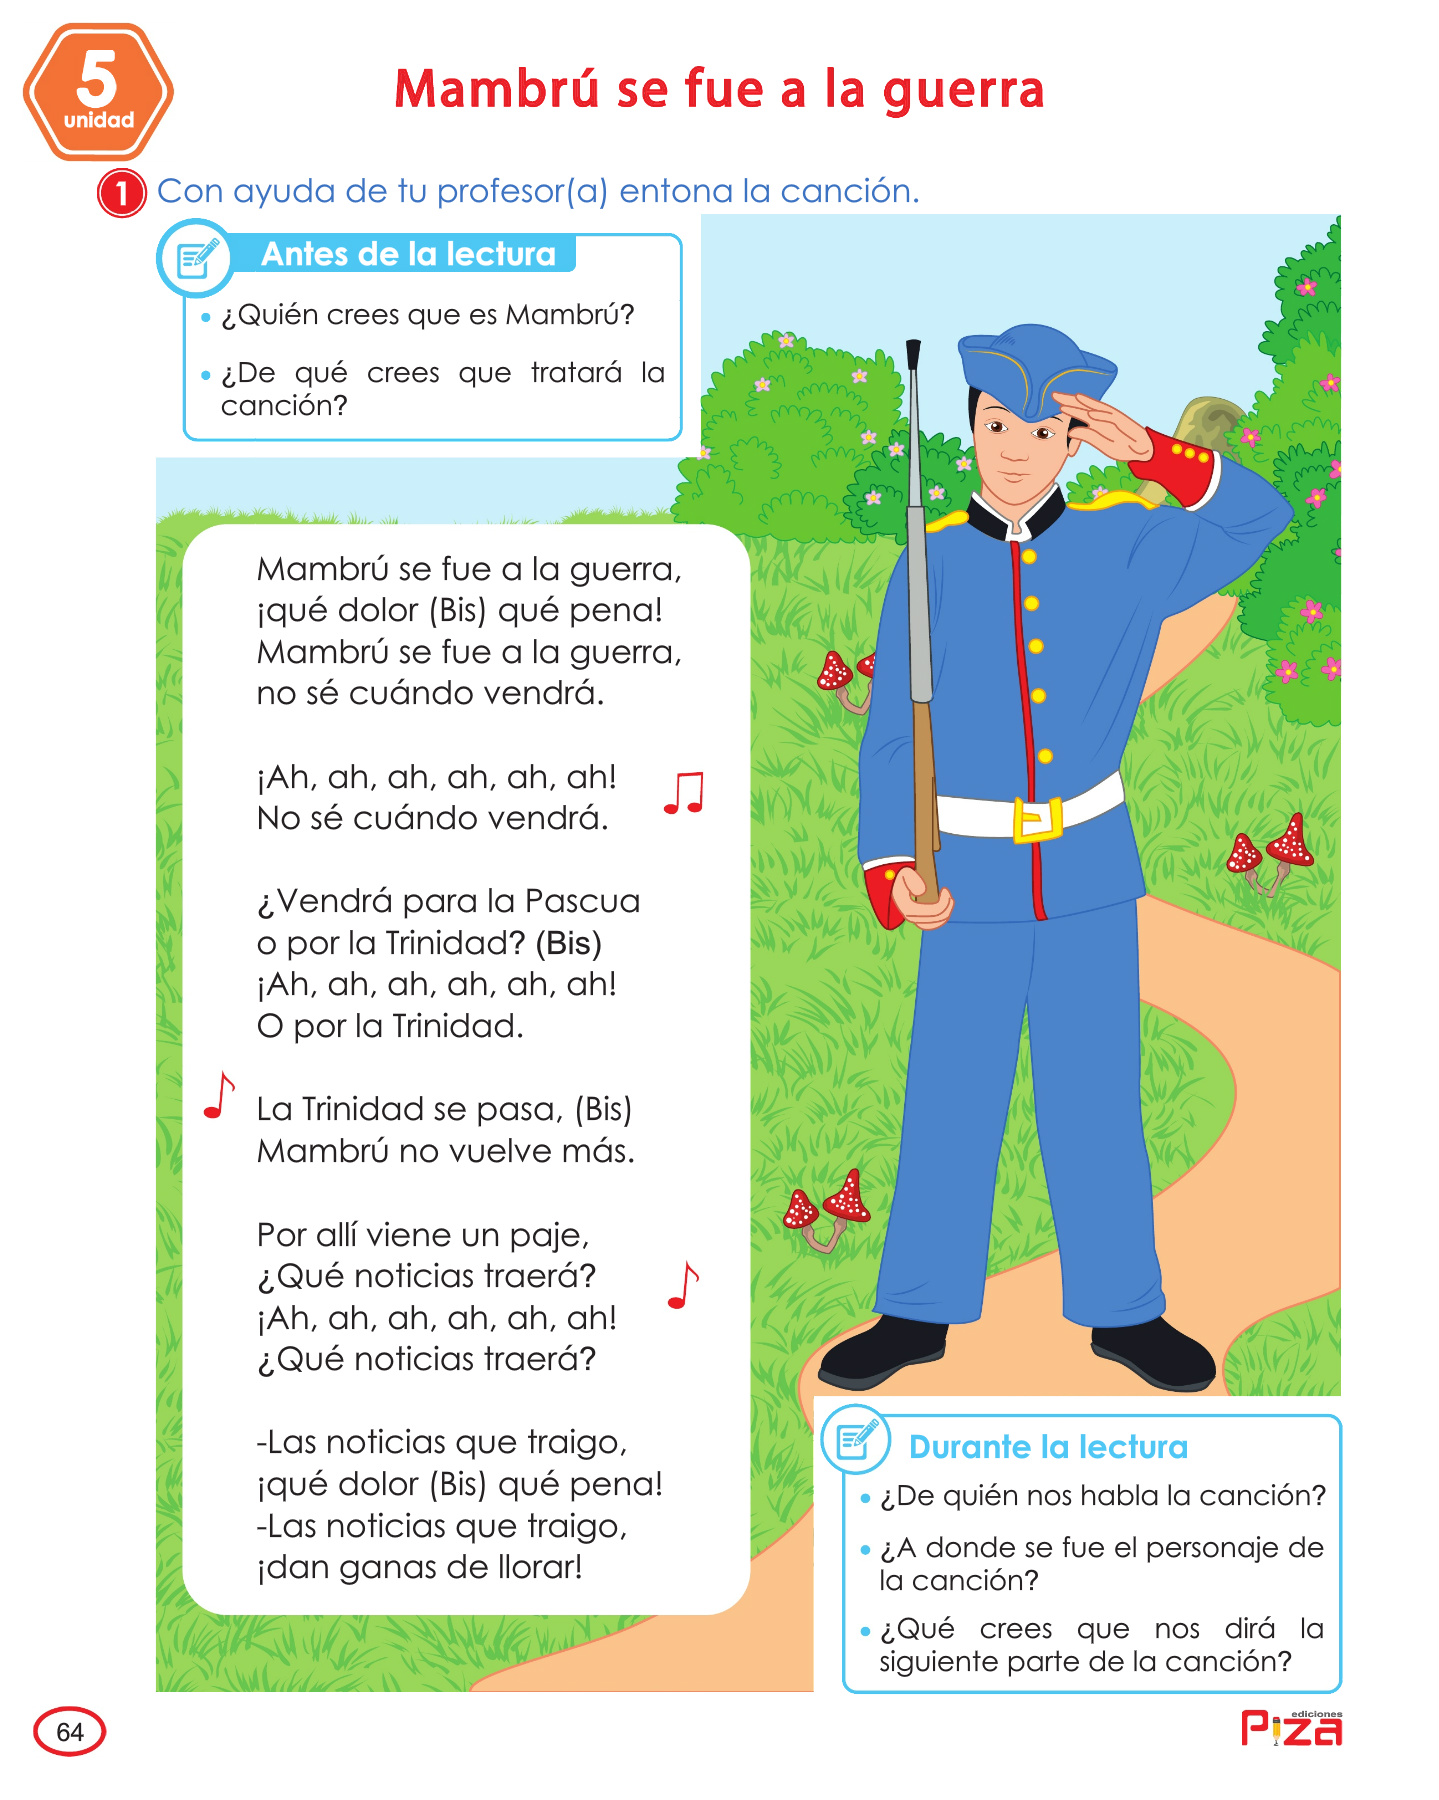 5
unidad
Mambrú se fue a la guerra
1 Con ayuda de tu profesor(a) entona la canción.
Antes de la lectura
• ¿Quién crees que es Mambrú?
• ¿De qué crees que tratará la
canción?
Mambrú se fue a la guerra,
¡qué dolor (Bis) qué pena!
Mambrú se fue a la guerra,
no sé cuándo vendrá.
¡Ah, ah, ah, ah, ah, ah!
No sé cuándo vendrá.
¿Vendrá para la Pascua
o por la Trinidad? (Bis)
¡Ah, ah, ah, ah, ah, ah!
O por la Trinidad.
La Trinidad se pasa, (Bis)
Mambrú no vuelve más.
Por allí viene un paje,
¿Qué noticias traerá?
¡Ah, ah, ah, ah, ah, ah!
¿Qué noticias traerá?
-Las noticias que traigo,
¡qué dolor (Bis) qué pena!
-Las noticias que traigo,
¡dan ganas de llorar!
Durante la lectura
• ¿De quién nos habla la canción?
• ¿A donde se fue el personaje de
la canción?
• ¿Qué crees que nos dirá la
siguiente parte de la canción?
64
ediciones
Piza